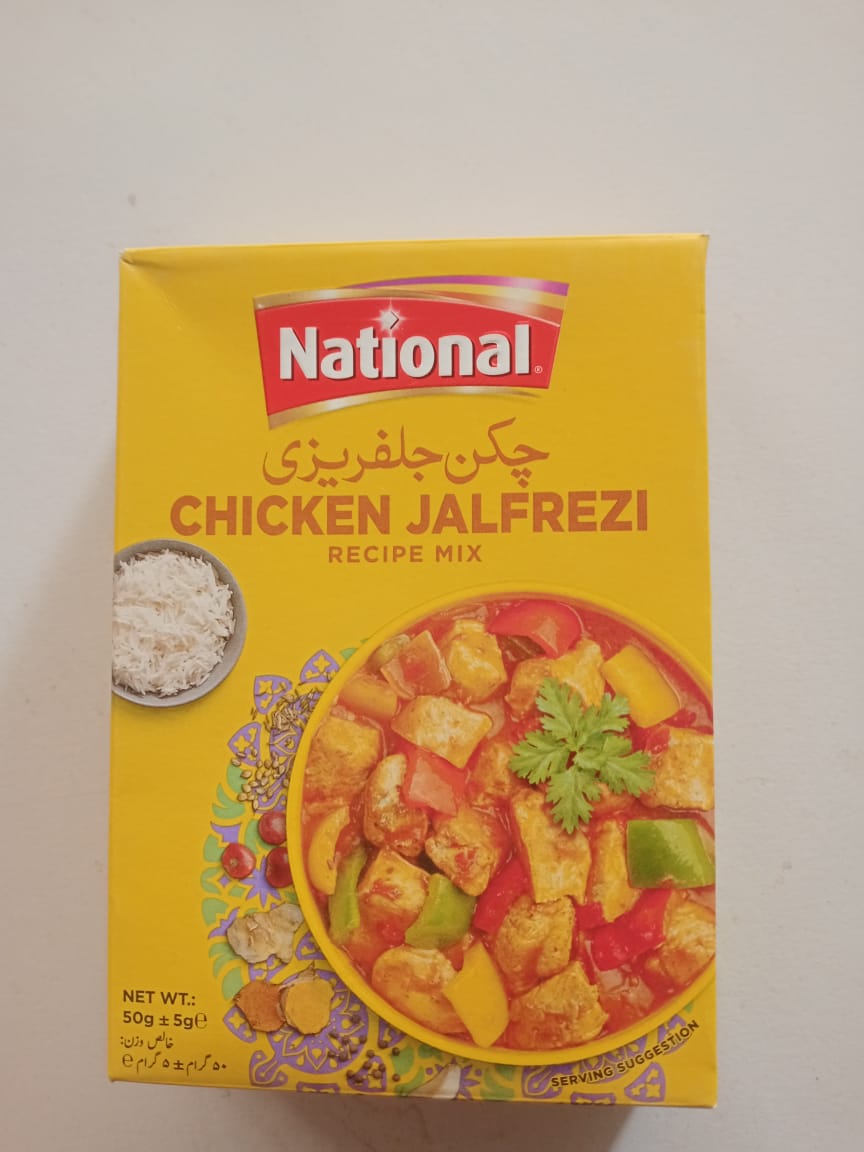 National®
چکن جلفریزی
CHICKEN JALFREZI
RECIPE MIX
NET WT.:
50g ± 5g℮
خالص وزن:
۵۰ گرام ± ۵ گرام ℮
SERVING SUGGESTION